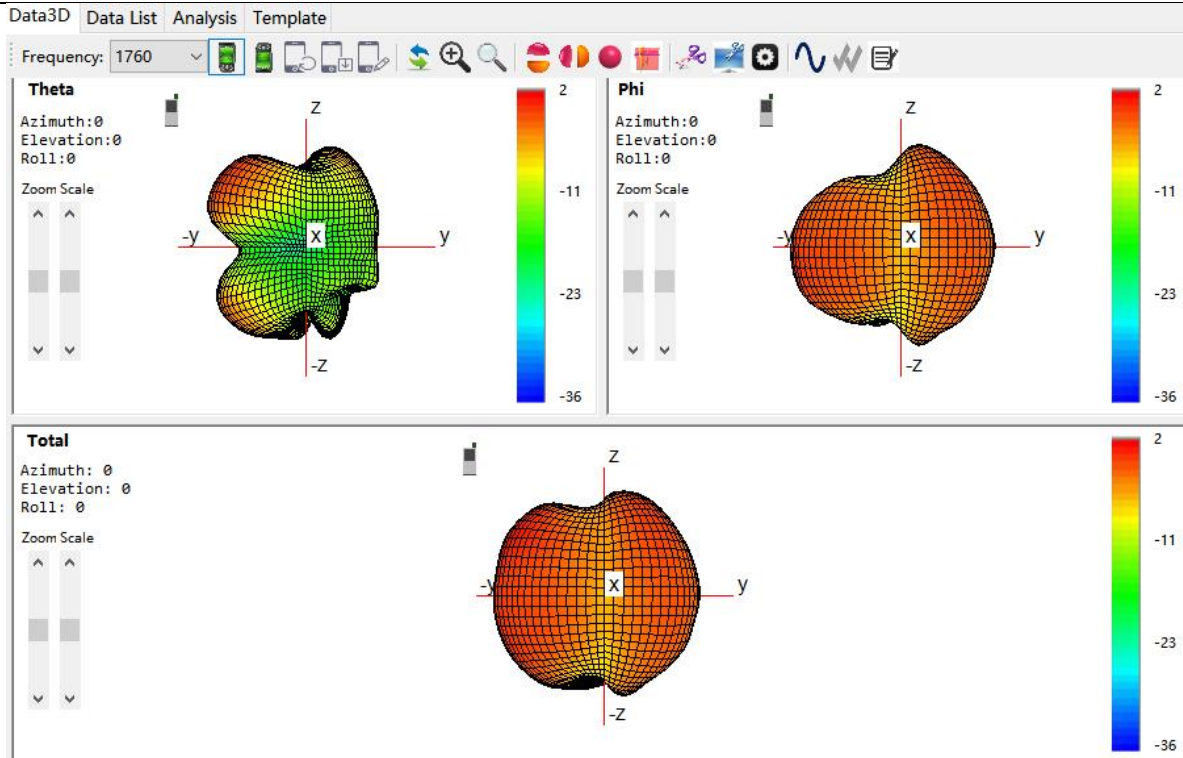 Data3D Data List Analysis Template
Frequency: 1760
Theta
Azimuth:0
Elevation:0
Roll:0
Zoom Scale
z
-y
X
y
-z
2
-11
-23
-36
Phi
Azimuth:0
Elevation:0
Roll:0
Zoom Scale
z
-y
X
y
-z
2
-11
-23
-36
Total
Azimuth: 0
Elevation: 0
Roll: 0
Zoom Scale
z
-y
X
y
-z
2
-11
-23
-36